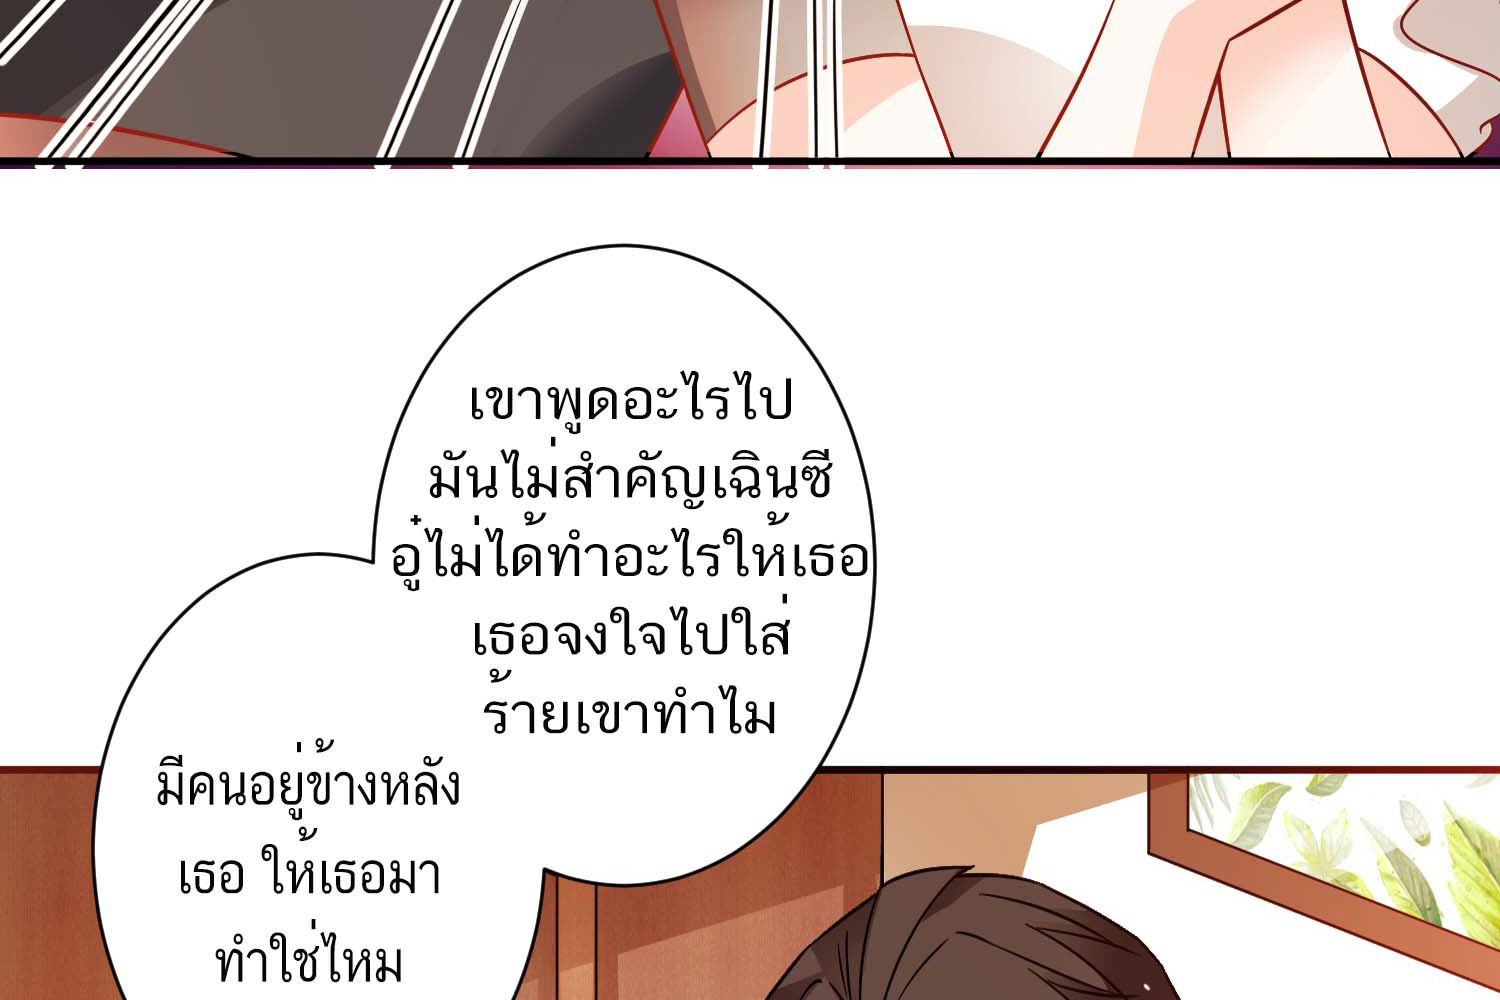 เขาพูดอะไรไป
มันไม่สำคัญเฉินซี
อู๋ไม่ได้ทำอะไรให้เธอ
เธอจงใจไปใส่
ร้ายเขาทำไม
มีคนอยู่ข้างหลัง
เธอ ให้เธอมา
ทำใช่ไหม